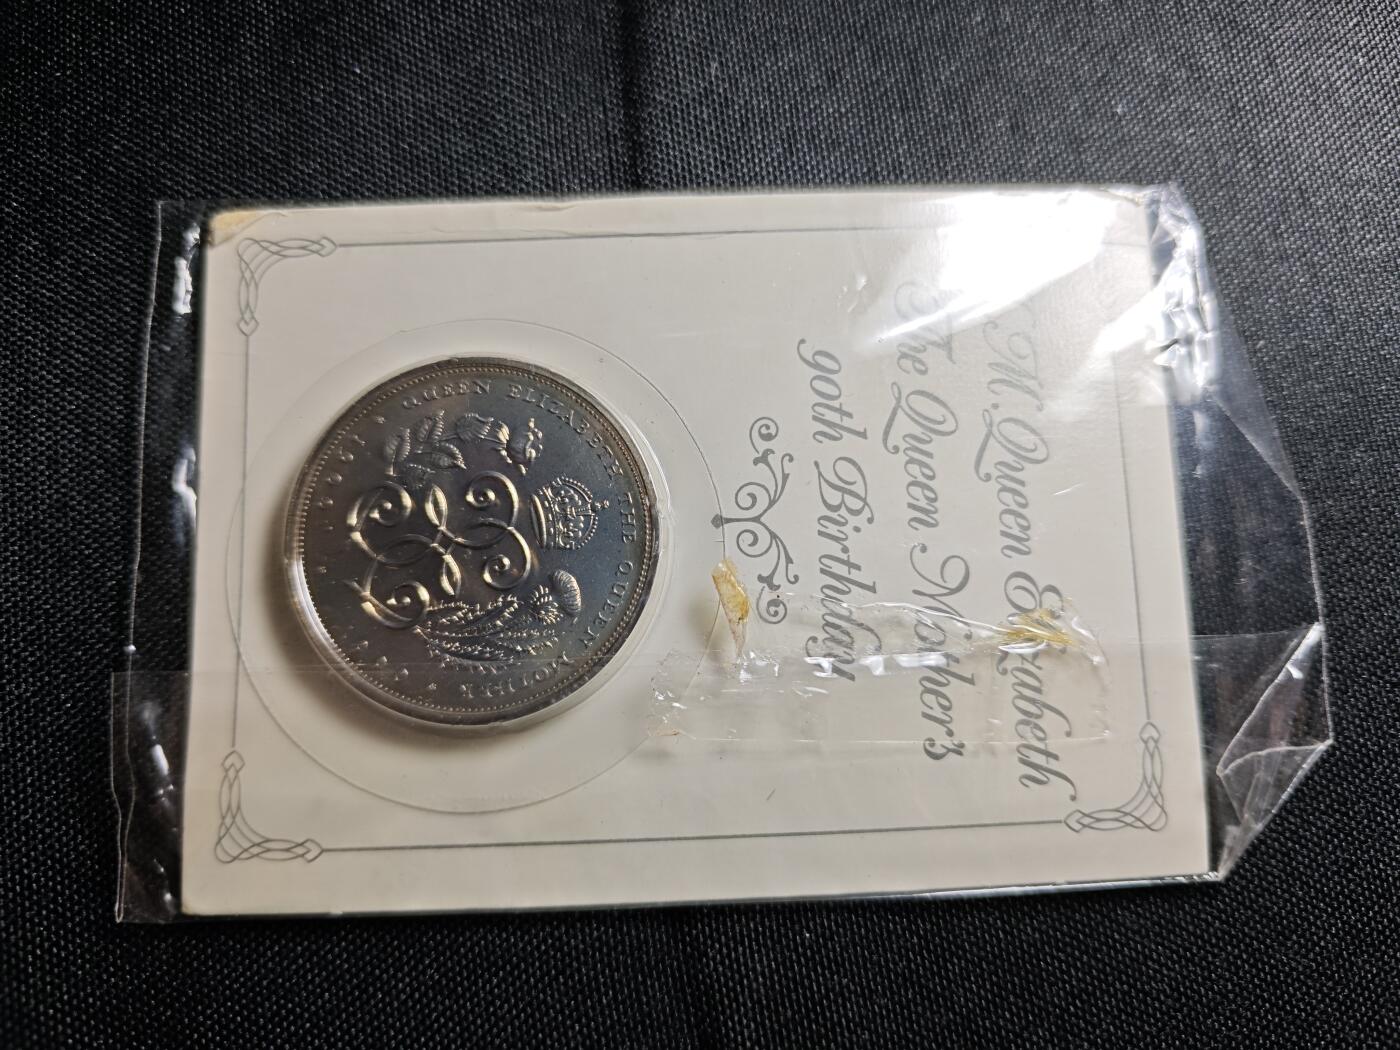 H.M. Queen Elizabeth
The Queen Mother's
90th Birthday
* QUEEN ELIZABETH THE QUEEN MOTHER *